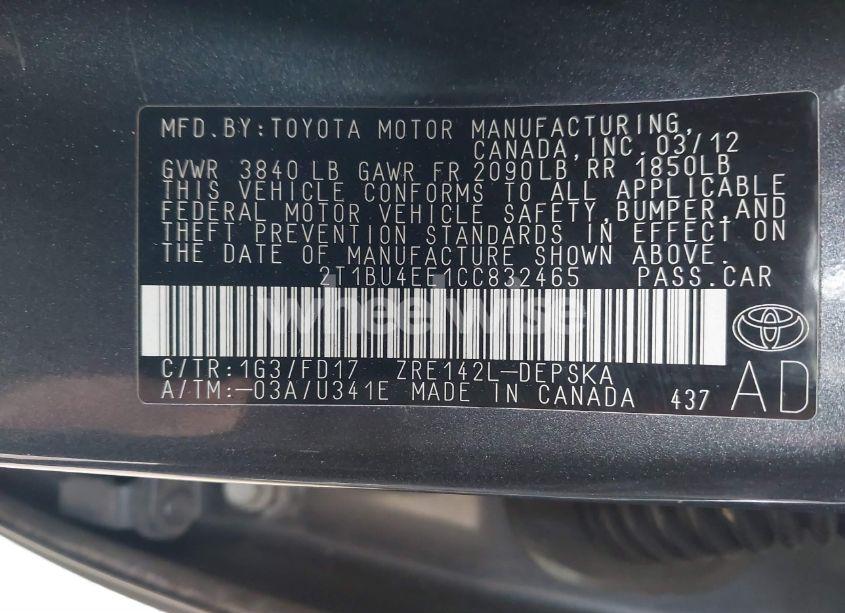 MFD.BY:TOYOTA MOTOR MANUFACTURING,
CANADA,INC.03/12
GVWR 3840LB GAWR FR 2090LB RR 1850LB
THIS VEHICLE CONFORMS TO ALL APPLICABLE
FEDERAL MOTOR VEHICLE SAFETY,BUMPER,AND
THEFT PREVENTION STANDARDS IN EFFECT ON
THE DATE OF MANUFACTURE SHOWN ABOVE.
2T1BU4EE1CC832465 PASS.CAR
wheelwise
C/TR:1G3/FD17 ZRE142L-DEPSKA
A/TM:-03A/U341E MADE IN CANADA 437 AD